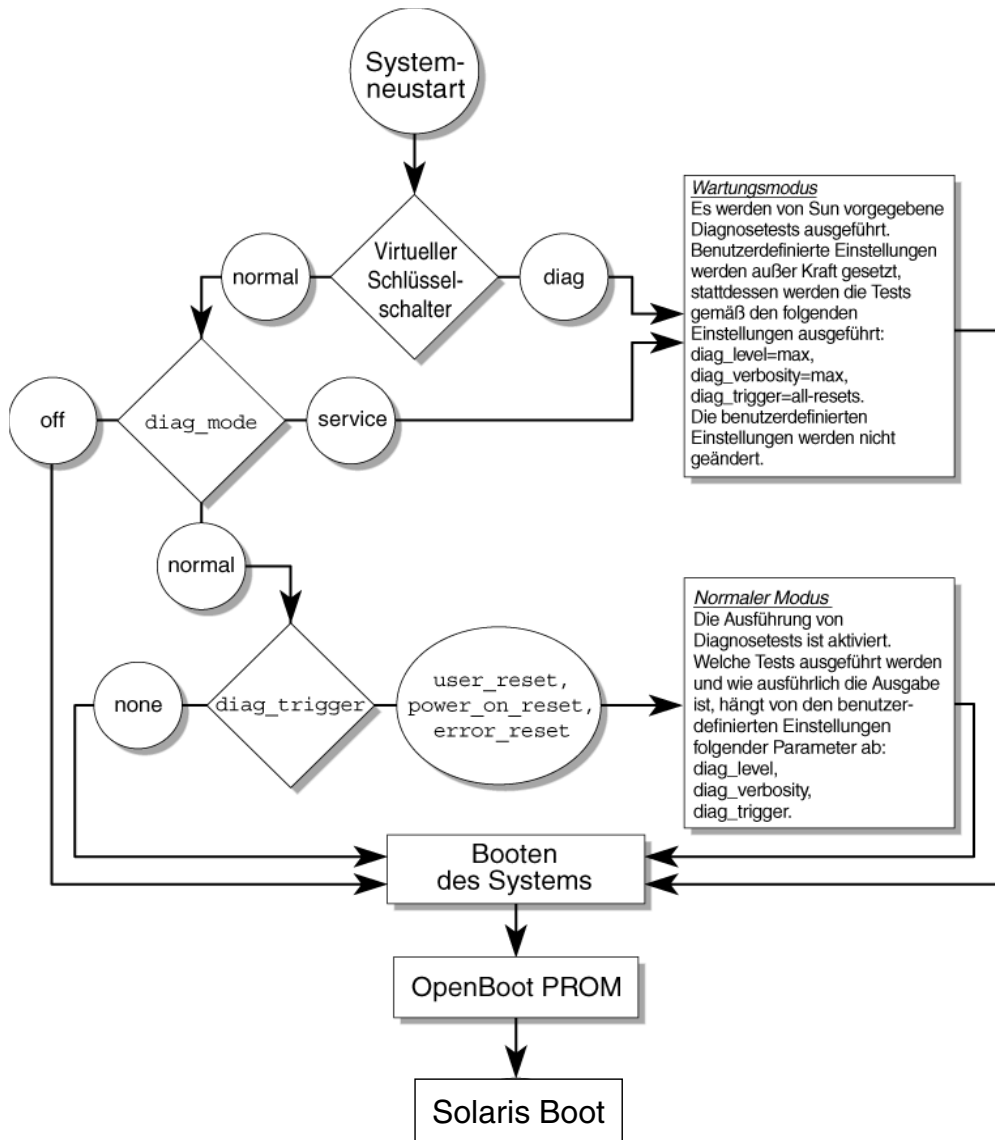 System-
neustart
Virtueller
Schlüssel-
schalter
normal
diag
Wartungsmodus
Es werden von Sun vorgegebene
Diagnosetests ausgeführt.
Benutzerdefinierte Einstellungen
werden außer Kraft gesetzt,
stattdessen werden die Tests
gemäß den folgenden
Einstellungen ausgeführt:
diag_level=max,
diag_verbosity=max,
diag_trigger=all-resets.
Die benutzerdefinierten
Einstellungen werden nicht
geändert.
off
diag_mode
service
normal
none
diag_trigger
user_reset,
power_on_reset,
error_reset
Normaler Modus
Die Ausführung von
Diagnosetests ist aktiviert.
Welche Tests ausgeführt werden
und wie ausführlich die Ausgabe
ist, hängt von den benutzer-
definierten Einstellungen
folgender Parameter ab:
diag_level,
diag_verbosity,
diag_trigger.
Booten
des Systems
OpenBoot PROM
Solaris Boot